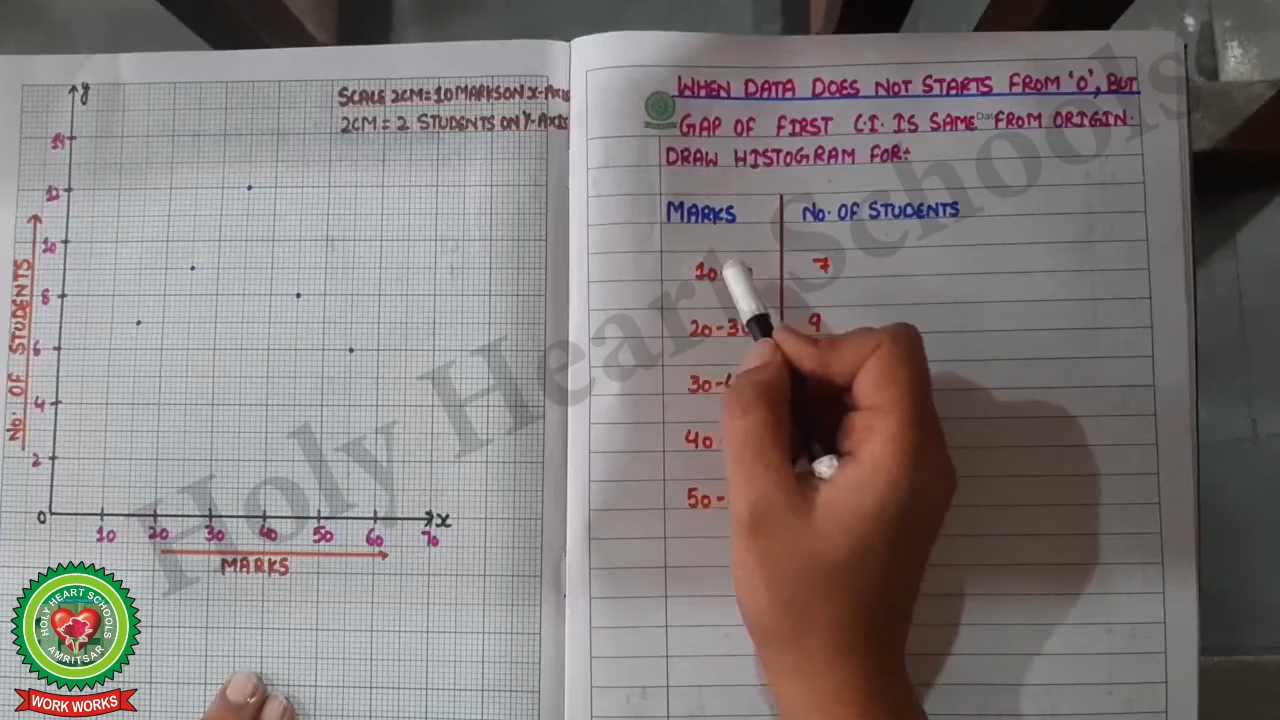 y
SCALE 2CM=10 MARKS ON X-AXIS
2CM = 2 STUDENTS ON Y-AXIS
14
12
10
8
6
4
2
0
NO. OF STUDENTS
10 20 30 40 50 60 70
x
MARKS
WHEN DATA DOES NOT STARTS FROM '0', BUT
GAP OF FIRST C.I. IS SAME FROM ORIGIN.
DRAW HISTOGRAM FOR:-
MARKS NO. OF STUDENTS
10 7
20-30 9
30-
40
50-
Holy Heart Schools
HOLY HEART SCHOOLS
AMRITSAR
WORK WORKS